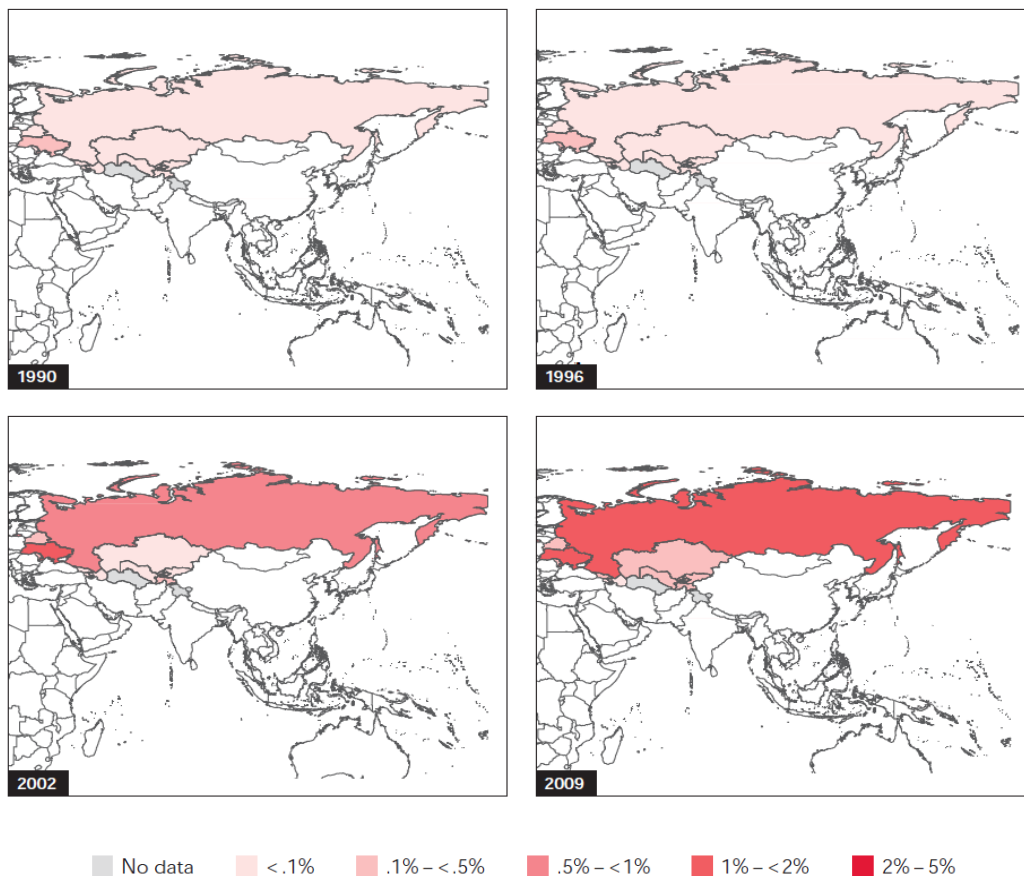 1990
1996
2002
2009
No data
<.1%
.1% – <.5%
.5% – <1%
1% – <2%
2% – 5%